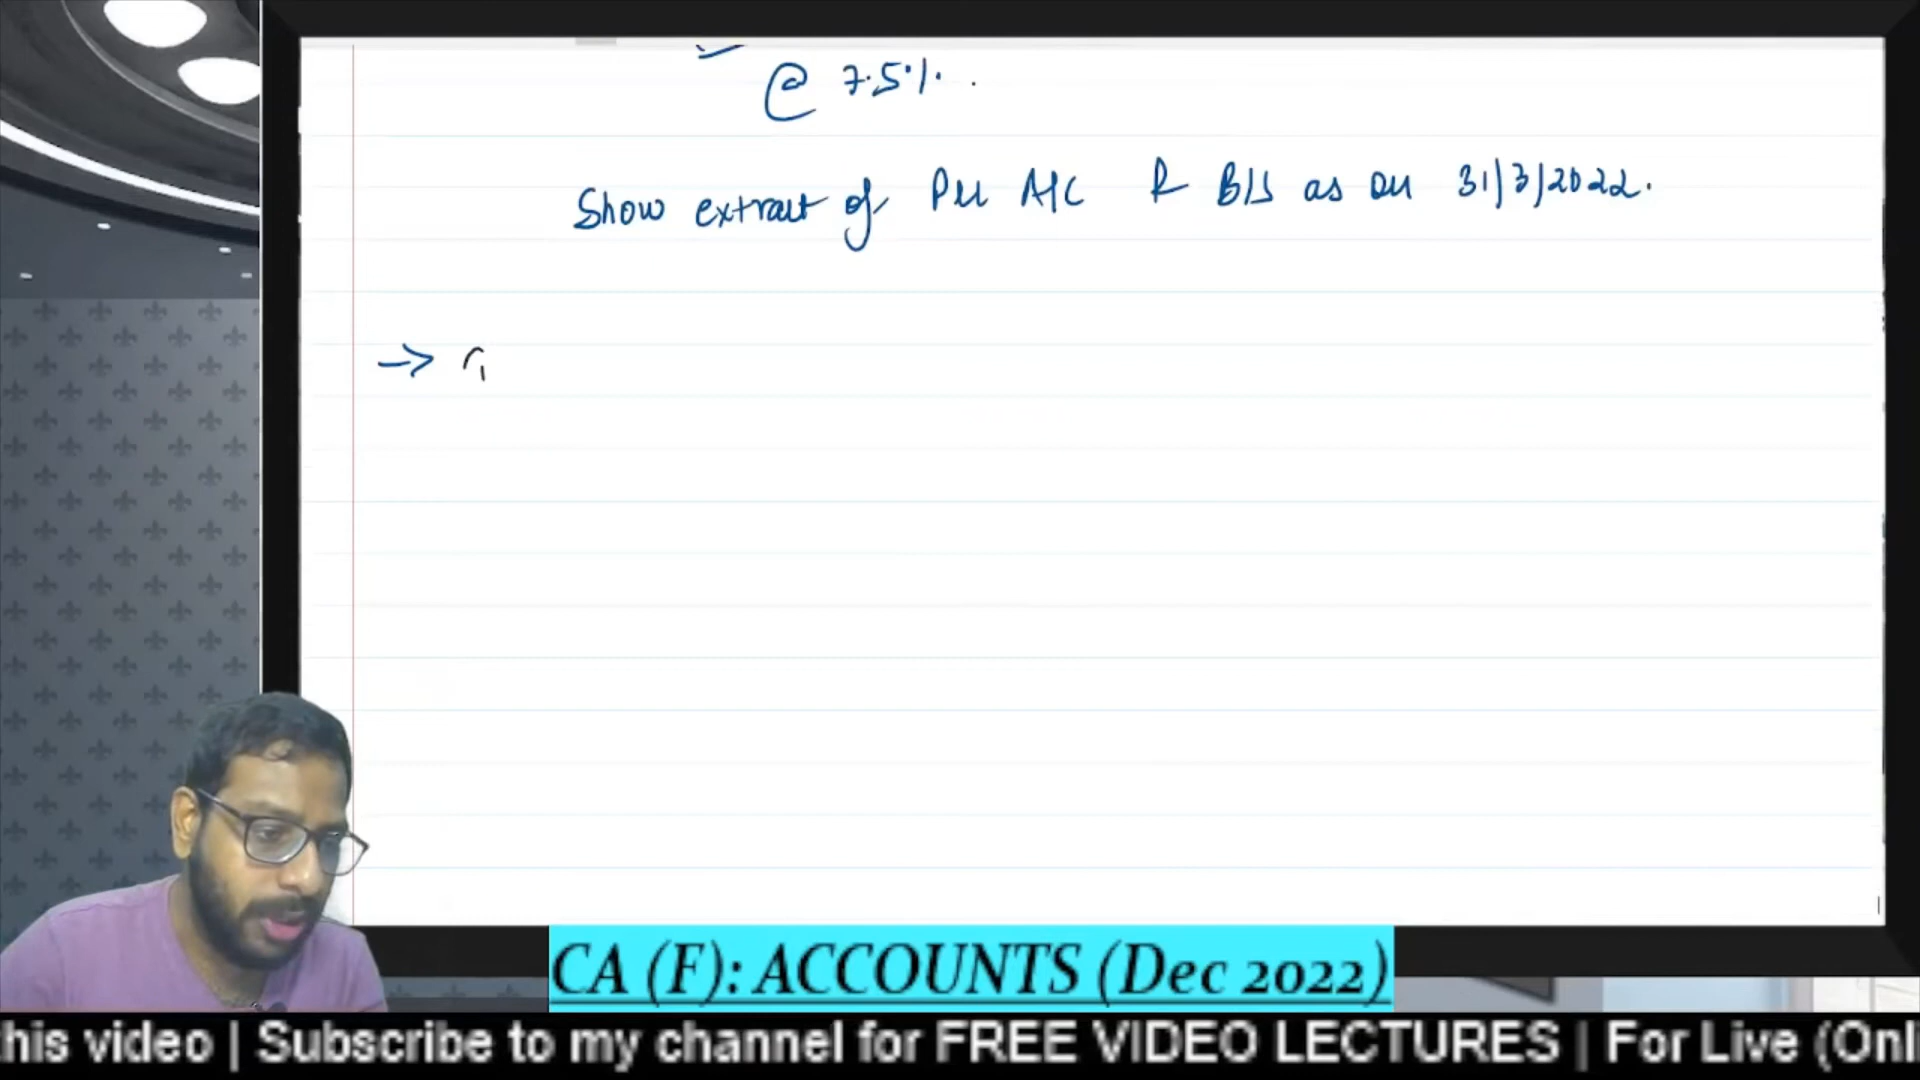 @ 7.5%.
Show extract of P&L A/C & B/S as on 31/3/2022.
→
CA (F): ACCOUNTS (Dec 2022)
his video | Subscribe to my channel for FREE VIDEO LECTURES | For Live (Onl